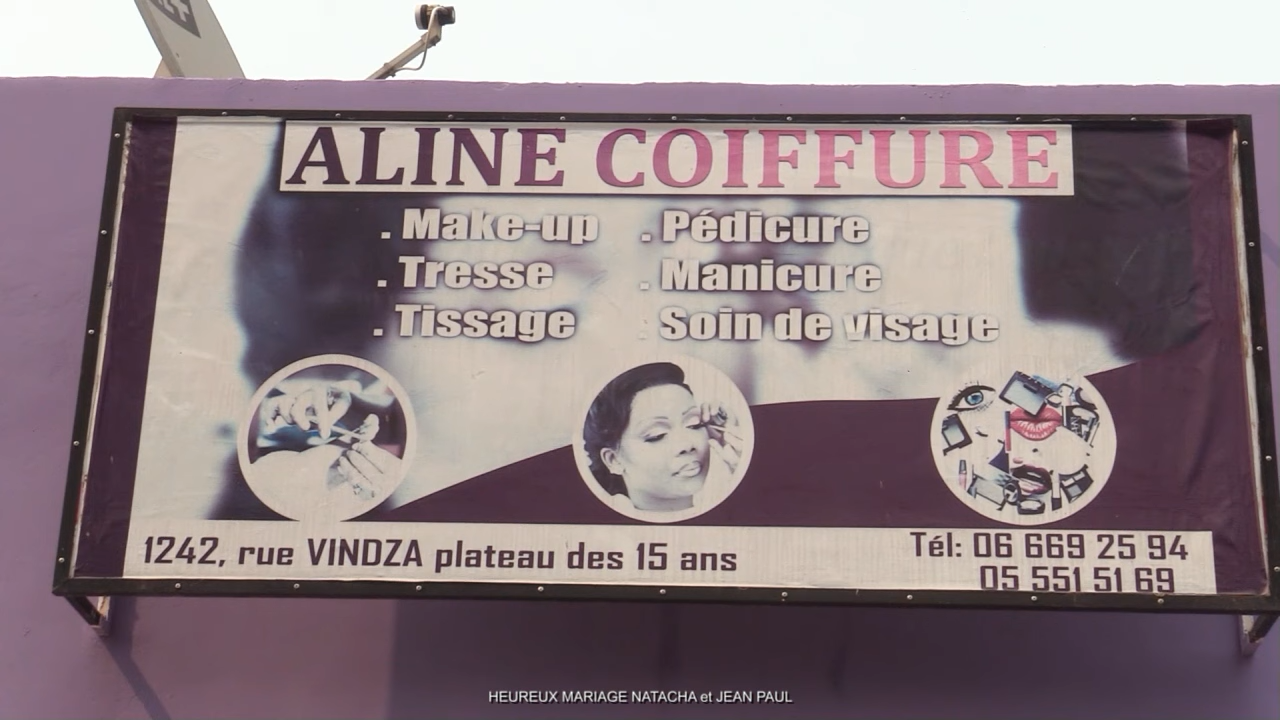 ALINE COIFFURE
. Make-up . Pédicure
. Tresse . Manicure
. Tissage . Soin de visage
1242, rue VINDZA plateau des 15 ans
Tél: 06 669 25 94
05 551 51 69
HEUREUX MARIAGE NATACHA et JEAN PAUL